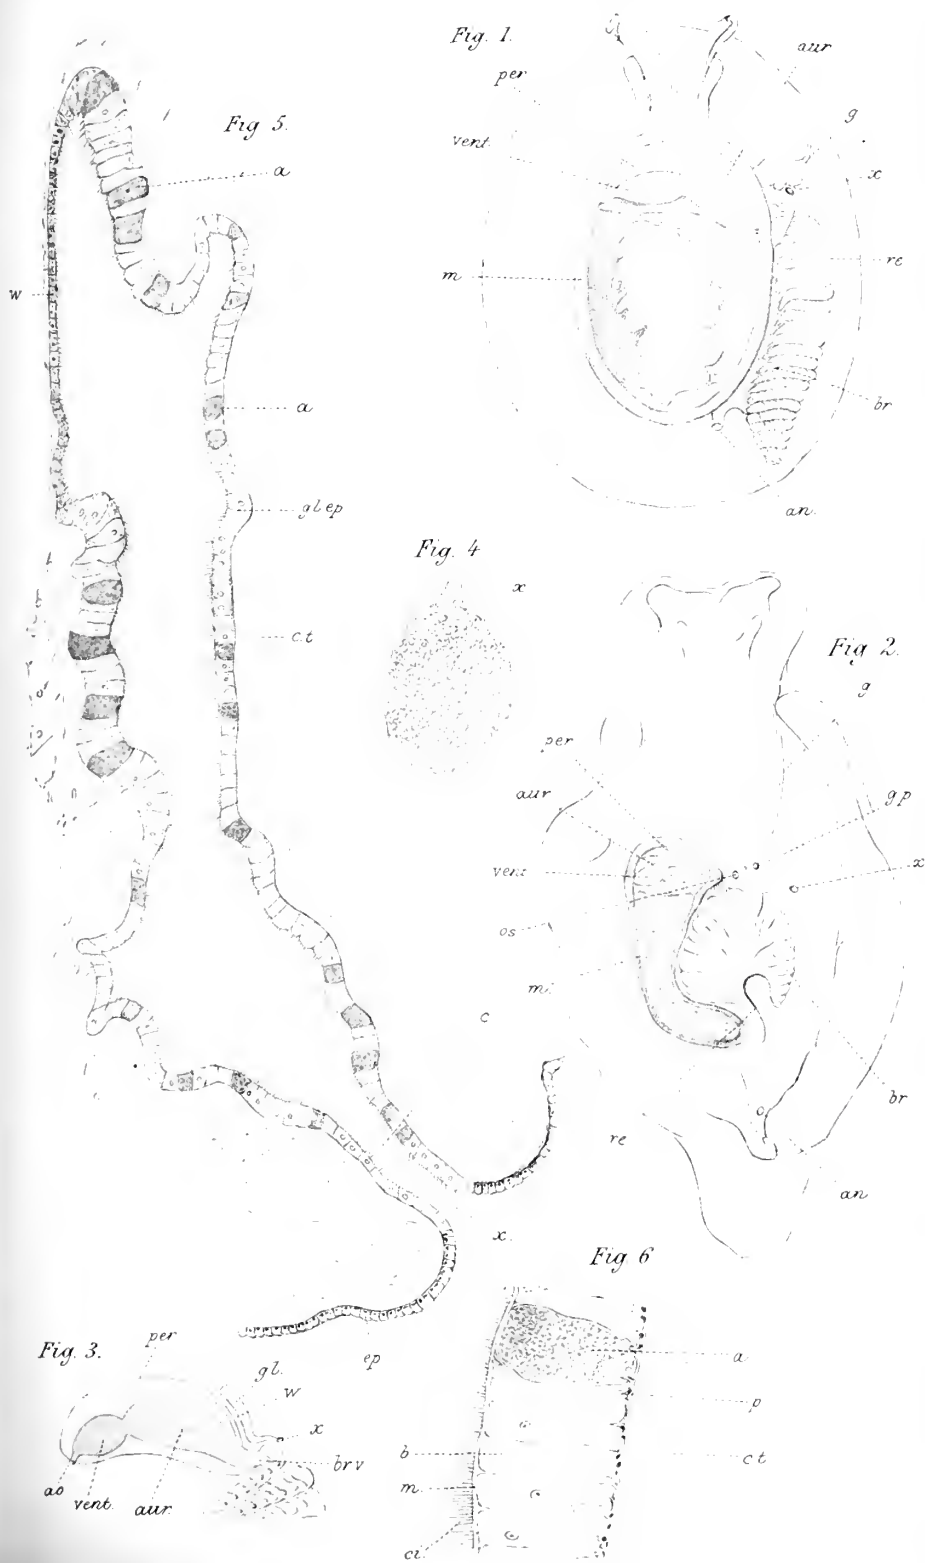 Fig. 1.
aur
per
g
Fig 5.
vent.
a
x
re
m
w
a
br
gl.ep
an.
Fig. 4
x
c.t
Fig 2.
g
per
aur
g p
vent
x
os
mi
c
br
re
an
x.
Fig. 6
per
Fig. 3.
ep
a
gl.
w
p
x
b
c t
br v
m
ao
vent.
aur.
ci.